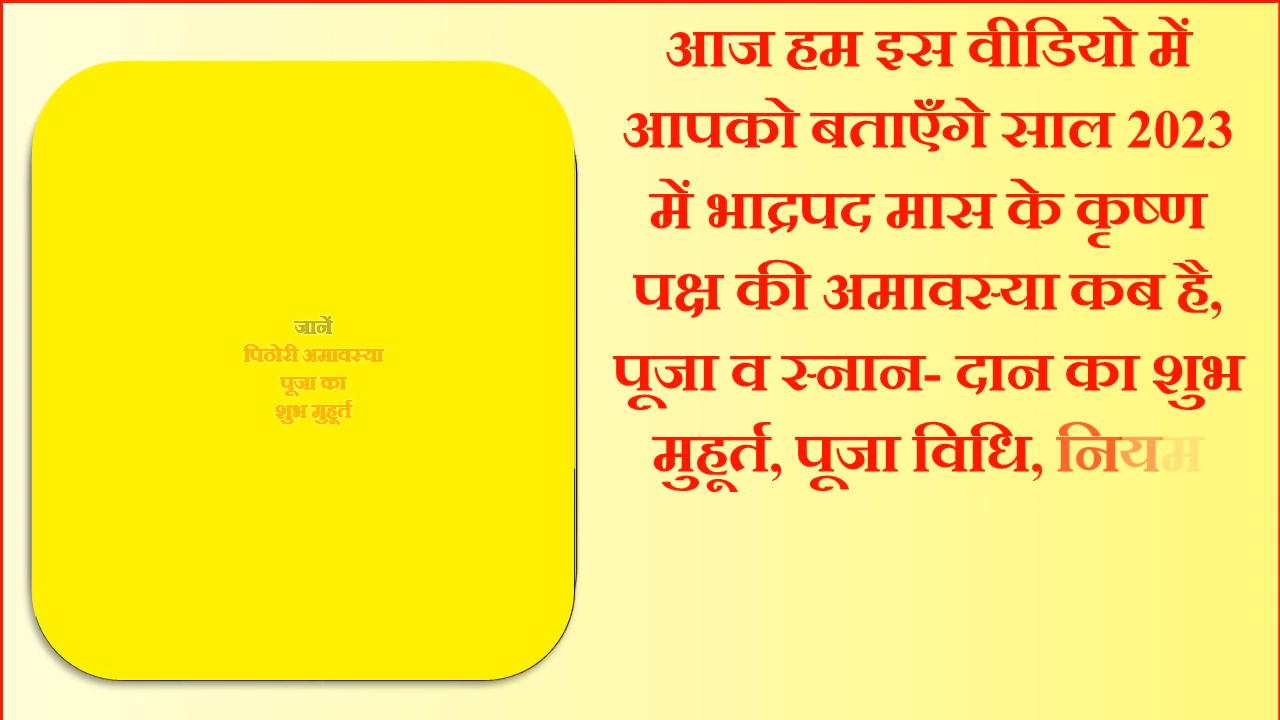 जानें
पिठोरी अमावस्या
पूजा का
शुभ मुहूर्त
आज हम इस वीडियो में
आपको बताएँगे साल 2023
में भाद्रपद मास के कृष्ण
पक्ष की अमावस्या कब है,
पूजा व स्नान- दान का शुभ
मुहूर्त, पूजा विधि, नियम